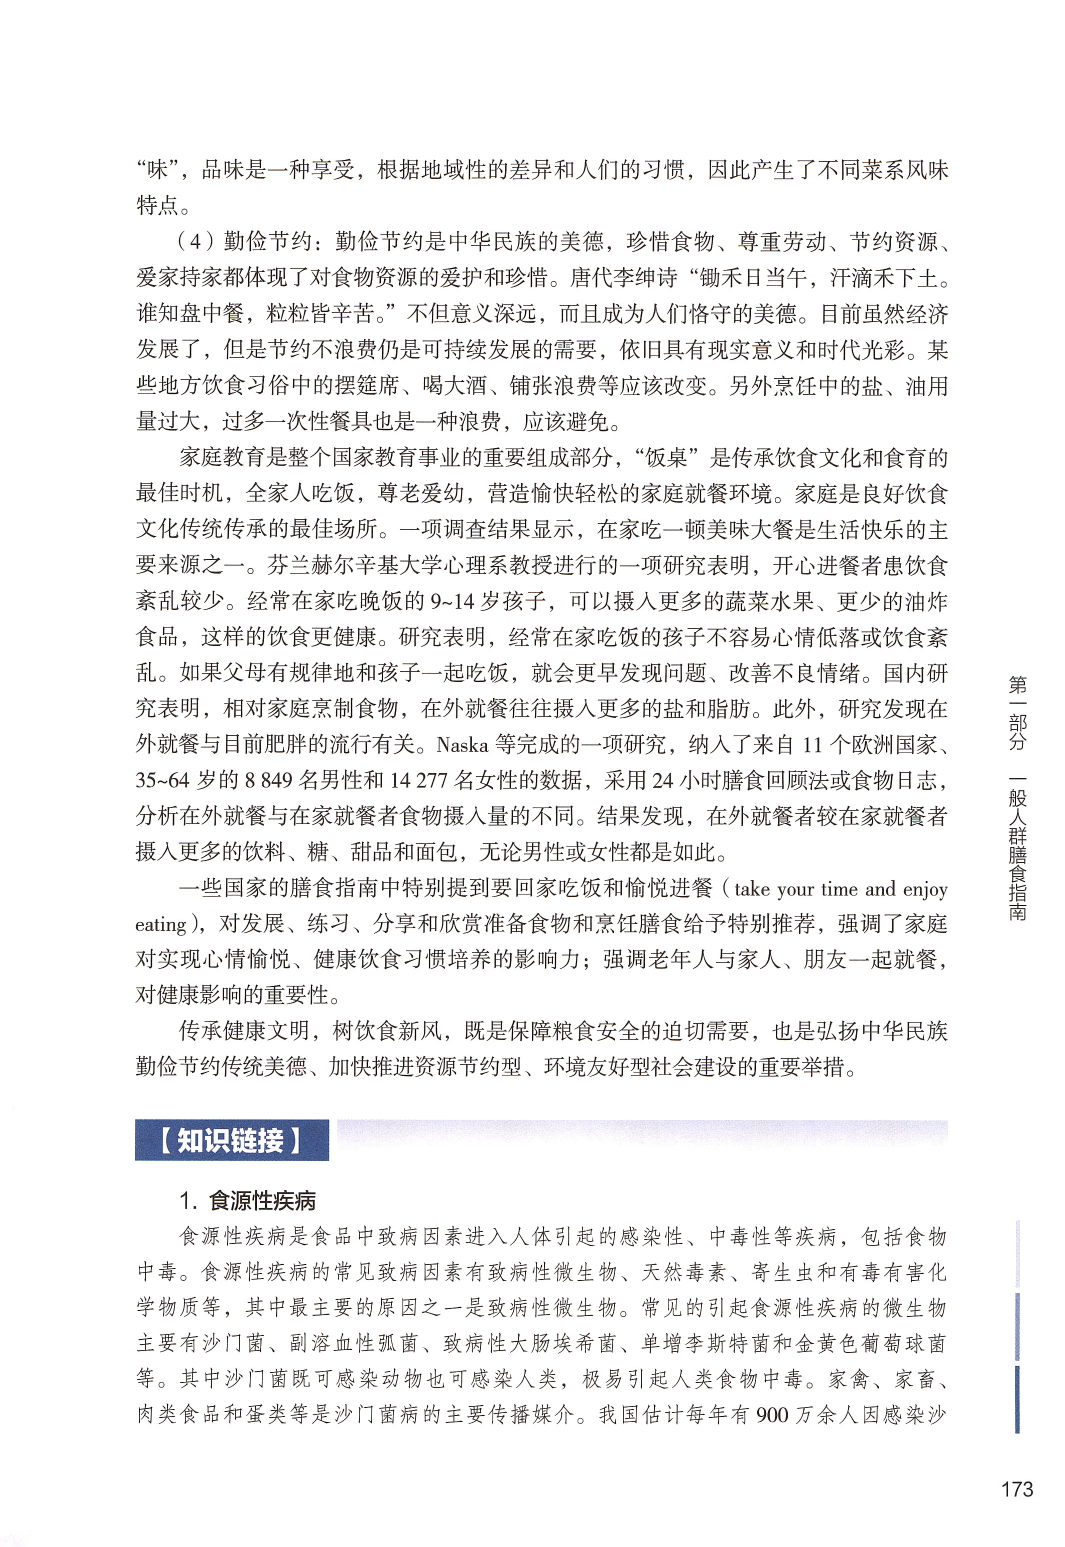 “味”，品味是一种享受，根据地域性的差异和人们的习惯，因此产生了不同菜系风味
特点。
（4）勤俭节约：勤俭节约是中华民族的美德，珍惜食物、尊重劳动、节约资源、
爱家持家都体现了对食物资源的爱护和珍惜。唐代李绅诗“锄禾日当午，汗滴禾下土。
谁知盘中餐，粒粒皆辛苦。”不但意义深远，而且成为人们恪守的美德。目前虽然经济
发展了，但是节约不浪费仍是可持续发展的需要，依旧具有现实意义和时代光彩。某
些地方饮食习俗中的摆筵席、喝大酒、铺张浪费等应该改变。另外烹饪中的盐、油用
量过大，过多一次性餐具也是一种浪费，应该避免。
家庭教育是整个国家教育事业的重要组成部分，“饭桌”是传承饮食文化和食育的
最佳时机，全家人吃饭，尊老爱幼，营造愉快轻松的家庭就餐环境。家庭是良好饮食
文化传统传承的最佳场所。一项调查结果显示，在家吃一顿美味大餐是生活快乐的主
要来源之一。芬兰赫尔辛基大学心理系教授进行的一项研究表明，开心进餐者患饮食
紊乱较少。经常在家吃晚饭的 9~14 岁孩子，可以摄入更多的蔬菜水果、更少的油炸
食品，这样的饮食更健康。研究表明，经常在家吃饭的孩子不容易心情低落或饮食紊
乱。如果父母有规律地和孩子一起吃饭，就会更早发现问题、改善不良情绪。国内研
究表明，相对家庭烹制食物，在外就餐往往摄入更多的盐和脂肪。此外，研究发现在
外就餐与目前肥胖的流行有关。Naska 等完成的一项研究，纳入了来自 11 个欧洲国家、
35~64 岁的 8 849 名男性和 14 277 名女性的数据，采用 24 小时膳食回顾法或食物日志，
分析在外就餐与在家就餐者食物摄入量的不同。结果发现，在外就餐者较在家就餐者
摄入更多的饮料、糖、甜品和面包，无论男性或女性都是如此。
一些国家的膳食指南中特别提到要回家吃饭和愉悦进餐（take your time and enjoy
eating），对发展、练习、分享和欣赏准备食物和烹饪膳食给予特别推荐，强调了家庭
对实现心情愉悦、健康饮食习惯培养的影响力；强调老年人与家人、朋友一起就餐，
对健康影响的重要性。
传承健康文明，树饮食新风，既是保障粮食安全的迫切需要，也是弘扬中华民族
勤俭节约传统美德、加快推进资源节约型、环境友好型社会建设的重要举措。
【知识链接】
1. 食源性疾病
食源性疾病是食品中致病因素进入人体引起的感染性、中毒性等疾病，包括食物
中毒。食源性疾病的常见致病因素有致病性微生物、天然毒素、寄生虫和有毒有害化
学物质等，其中最主要的原因之一是致病性微生物。常见的引起食源性疾病的微生物
主要有沙门菌、副溶血性弧菌、致病性大肠埃希菌、单增李斯特菌和金黄色葡萄球菌
等。其中沙门菌既可感染动物也可感染人类，极易引起人类食物中毒。家禽、家畜、
肉类食品和蛋类等是沙门菌病的主要传播媒介。我国估计每年有 900 万余人因感染沙
第一部分 一般人群膳食指南
173